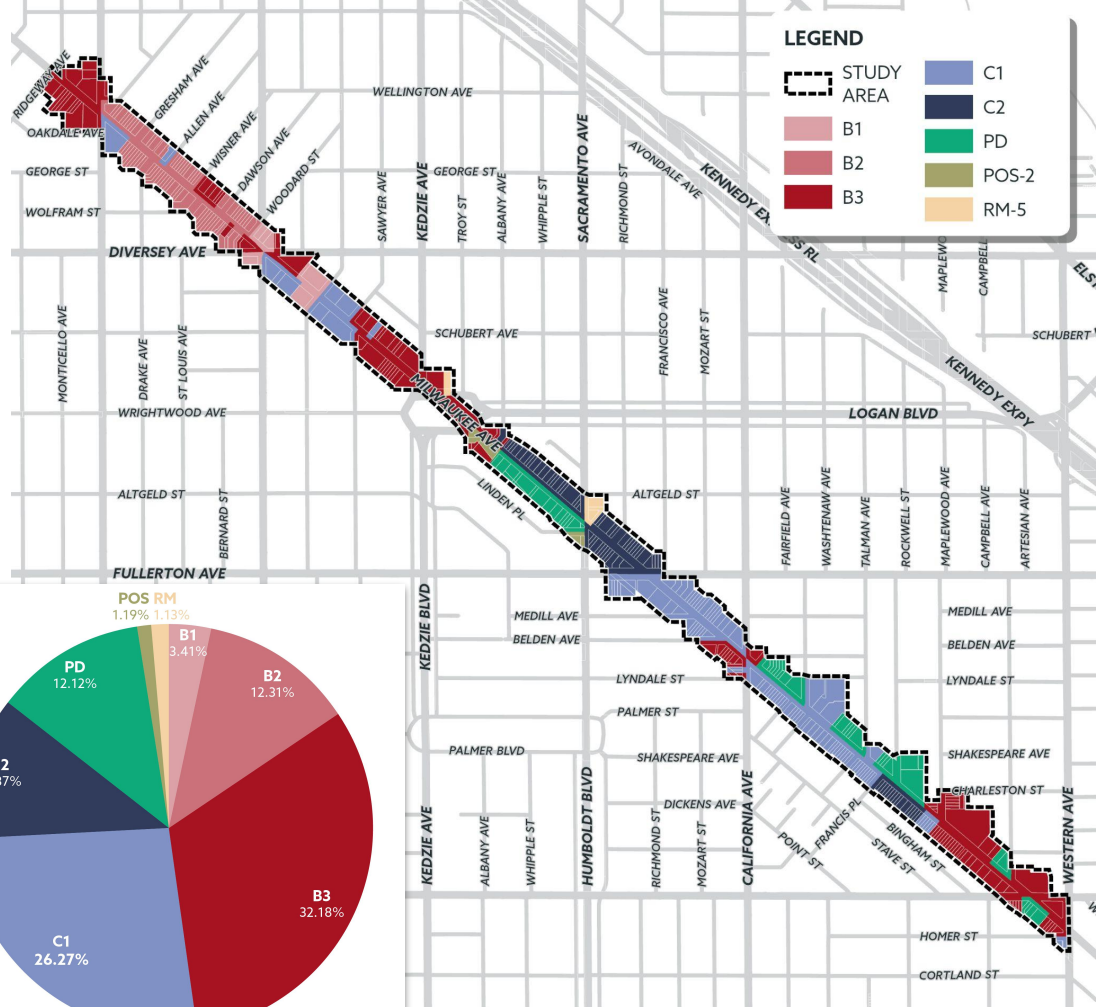 LEGEND
STUDY
AREA
B1
B2
B3
C1
C2
PD
POS-2
RM-5
RIDGEWAY AVE
GRESHAM AVE
ALLEN AVE
WISNER AVE
DAWSON AVE
WOODARD ST
OAKDALE AVE
GEORGE ST
WOLFRAM ST
DIVERSEY AVE
WELLINGTON AVE
GEORGE ST
SAWYER AVE
KEDZIE AVE
TROY ST
ALBANY AVE
WHIPPLE ST
SACRAMENTO AVE
RICHMOND ST
AVONDALE AVE
KENNEDY EX
SS RL
MAPLEWO
CAMPBELL
ELST
MONTICELLO AVE
DRAKE AVE
ST LOUIS AVE
SCHUBERT AVE
FRANCISCO AVE
MOZART ST
SCHUBERT
KENNEDY EXPY
WRIGHTWOOD AVE
MILWAUKEE AVE
LOGAN BLVD
ALTGELD ST
BERNARD ST
LINDEN PL
ALTGELD ST
FAIRFIELD AVE
WASHTENAW AVE
TALMAN AVE
ROCKWELL ST
MAPLEWOOD AVE
CAMPBELL AVE
ARTESIAN AVE
FULLERTON AVE
KEDZIE BLVD
MEDILL AVE
BELDEN AVE
MEDILL AVE
BELDEN AVE
LYNDALE ST
LYNDALE ST
PALMER ST
PALMER BLVD
SHAKESPEARE AVE
SHAKESPEARE AVE
CHARLESTON ST
DICKENS AVE
KEDZIE AVE
ALBANY AVE
WHIPPLE ST
HUMBOLDT BLVD
RICHMOND ST
MOZART ST
CALIFORNIA AVE
POINT ST
FRANCIS PL
STAVE ST
BINGHAM ST
WESTERN AVE
W
HOMER ST
CORTLAND ST
POS
1.19%
RM
1.13%
B1
3.41%
B2
12.31%
B3
32.18%
C1
26.27%
2
37%
PD
12.12%